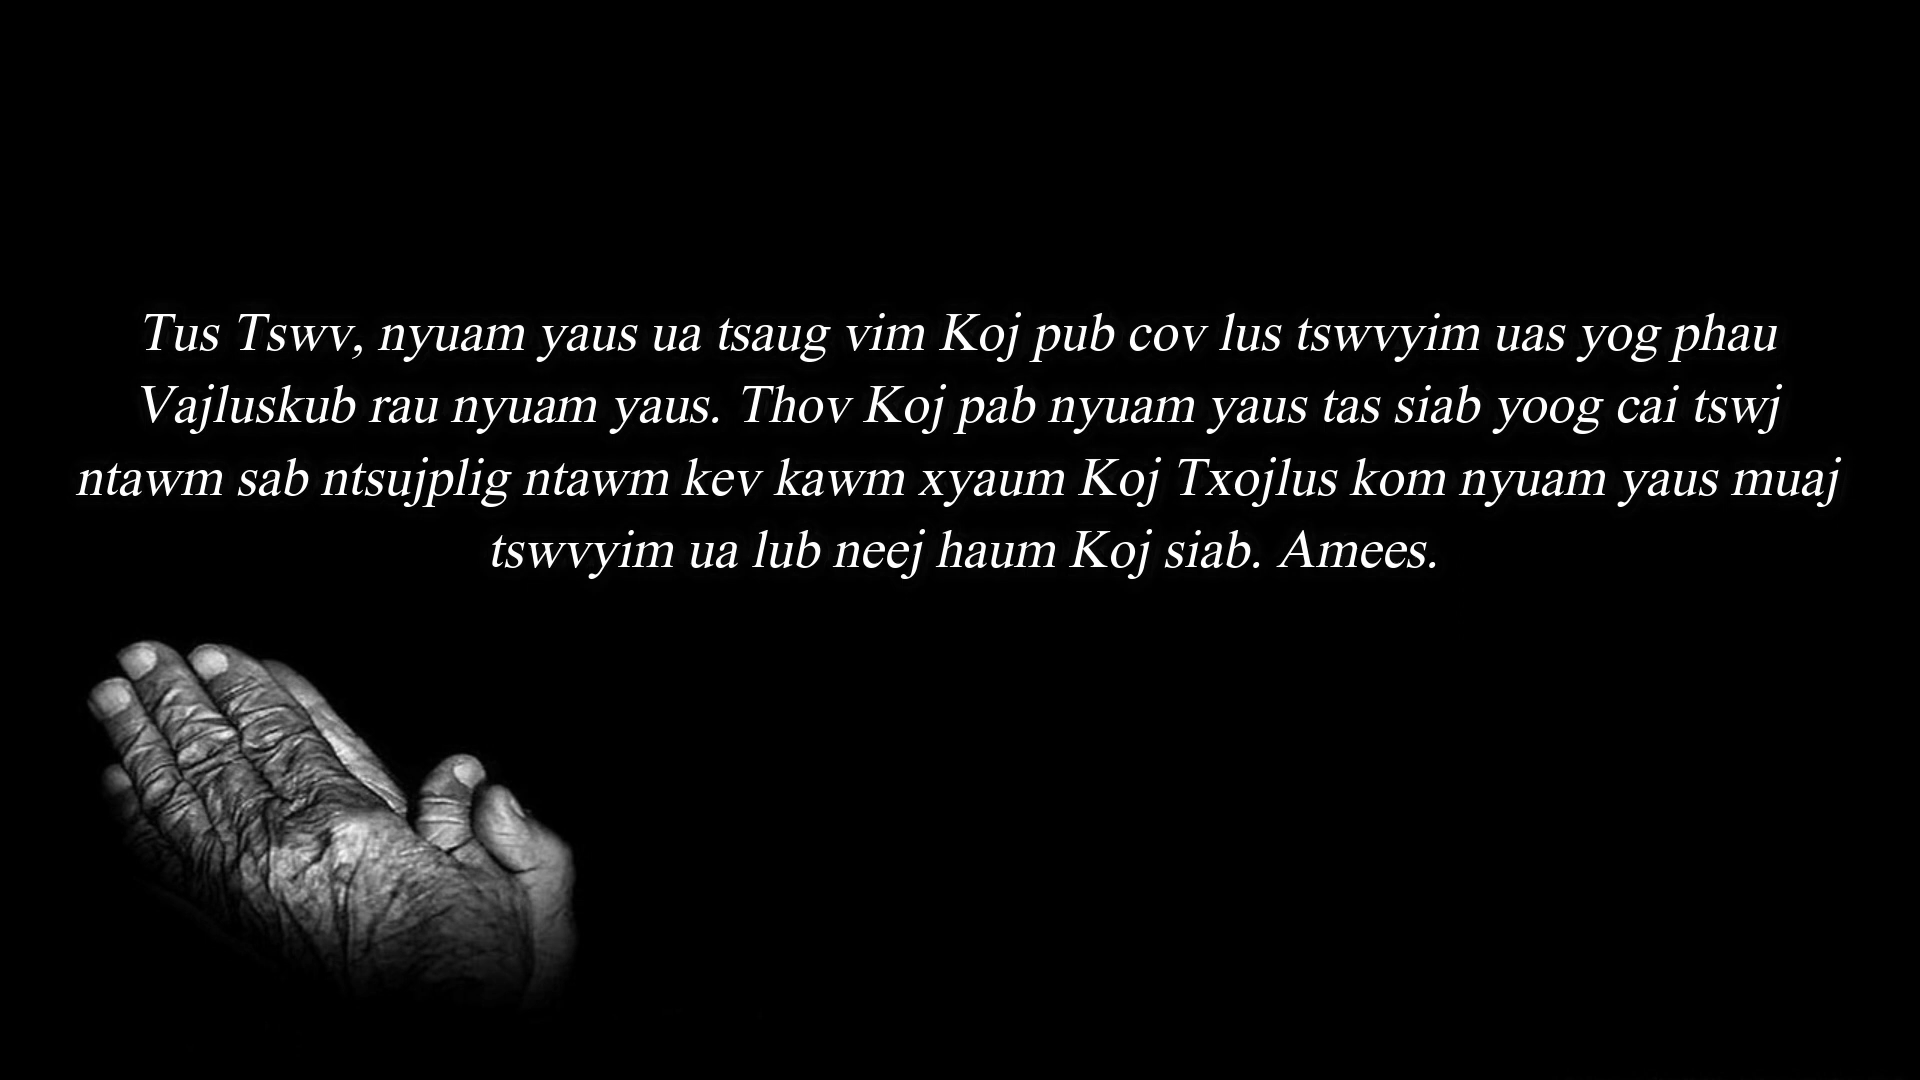 Tus Tswv, nyuam yaus ua tsaug vim Koj pub cov lus tswvyim uas yog phau
Vajluskub rau nyuam yaus. Thov Koj pab nyuam yaus tas siab yoog cai tswj
ntawm sab ntsujplig ntawm kev kawm xyaum Koj Txojlus kom nyuam yaus muaj
tswvyim ua lub neej haum Koj siab. Amees.